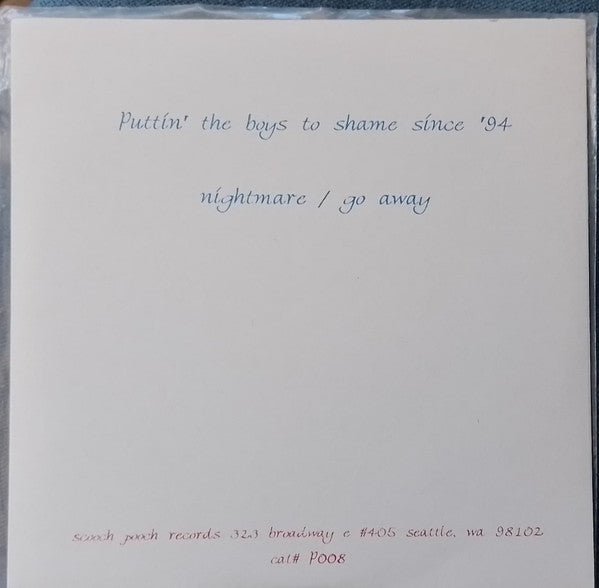 Puttin' the boys to shame since '94
nightmare / go away
scooch pooch records 323 broadway e #405 seattle, wa 98102
cat# P008